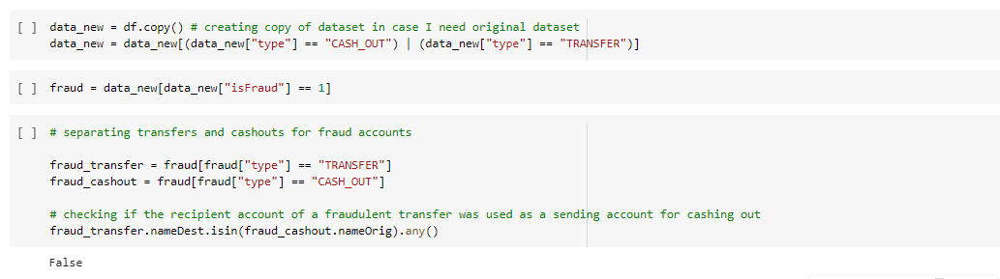 [ ] data_new = df.copy() # creating copy of dataset in case I need original dataset
data_new = data_new[(data_new["type"] == "CASH_OUT") | (data_new["type"] == "TRANSFER")]
[ ] fraud = data_new[data_new["isFraud"] == 1]
[ ] # separating transfers and cashouts for fraud accounts
fraud_transfer = fraud[fraud["type"] == "TRANSFER"]
fraud_cashout = fraud[fraud["type"] == "CASH_OUT"]
# checking if the recipient account of a fraudulent transfer was used as a sending account for cashing out
fraud_transfer.nameDest.isin(fraud_cashout.nameOrig).any()
False